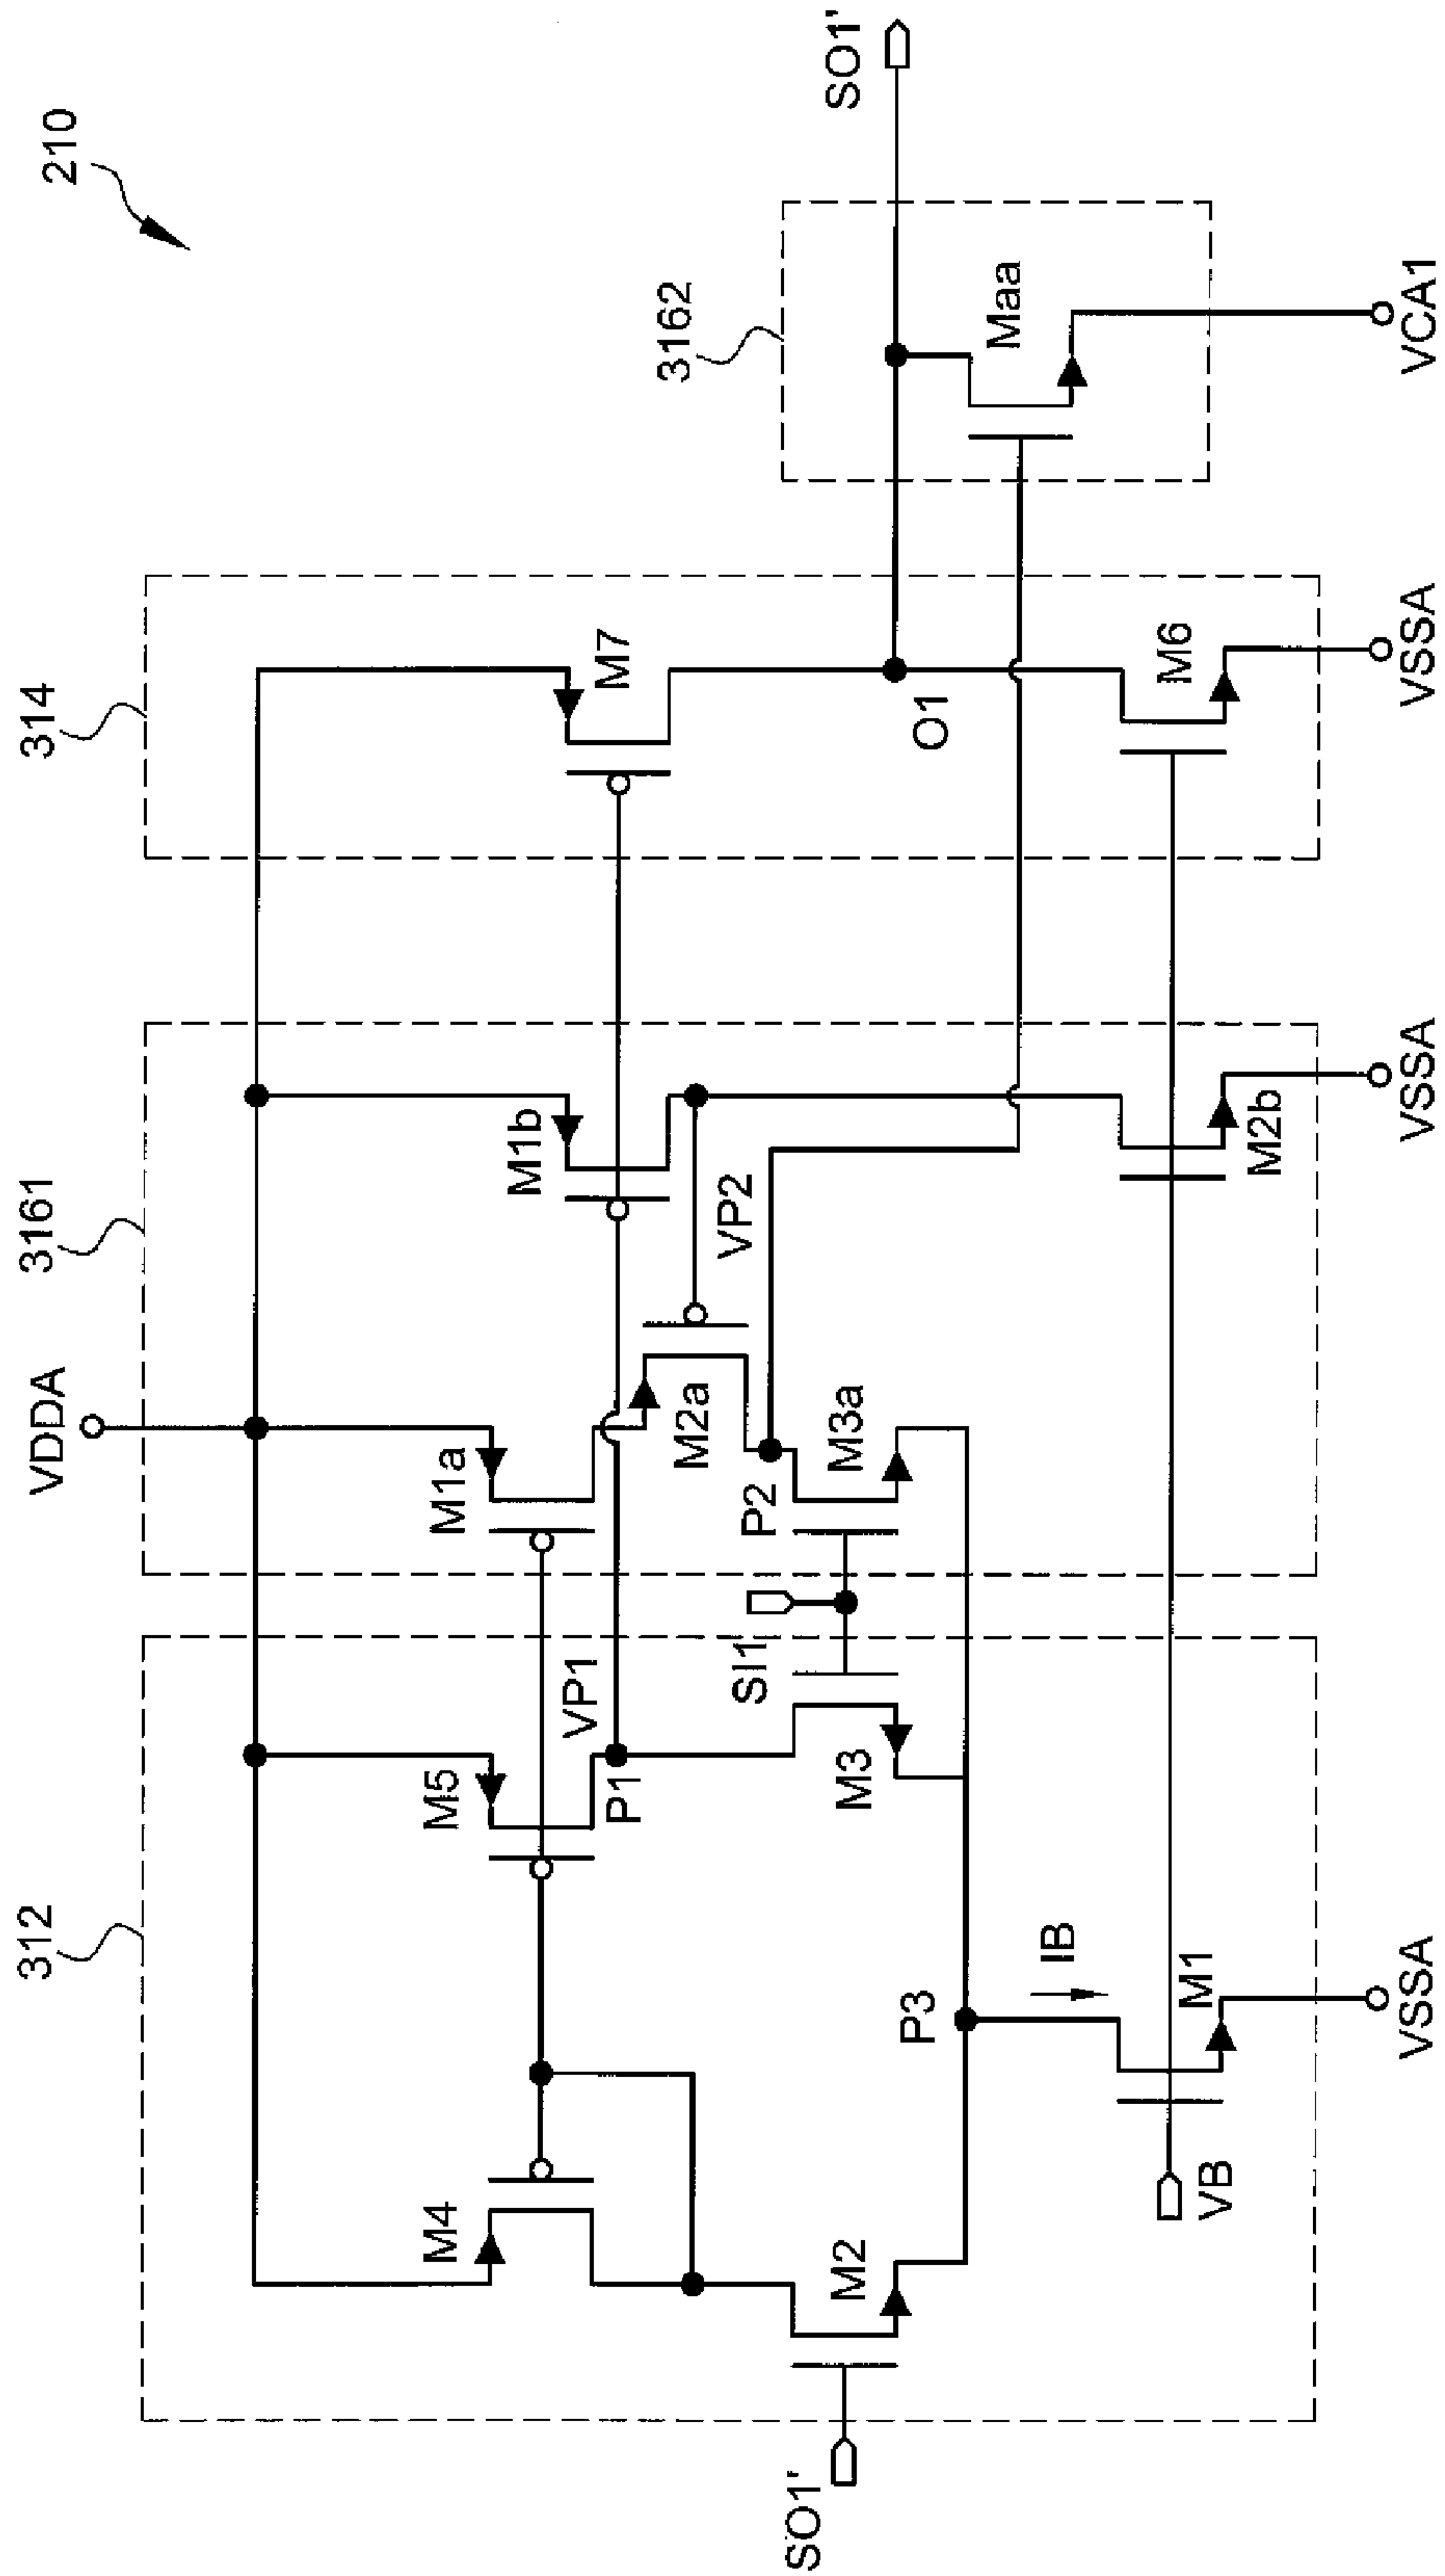 210
312
3161
314
3162
VDDA
M4
M5
M1a
M1b
M7
VP1
P1
M2a
VP2
SO1'
M2
M3
SI1
P2
M3a
O1
SO1'
Maa
P3
IB
VB
M1
M2b
M6
VSSA
VSSA
VSSA
VCA1